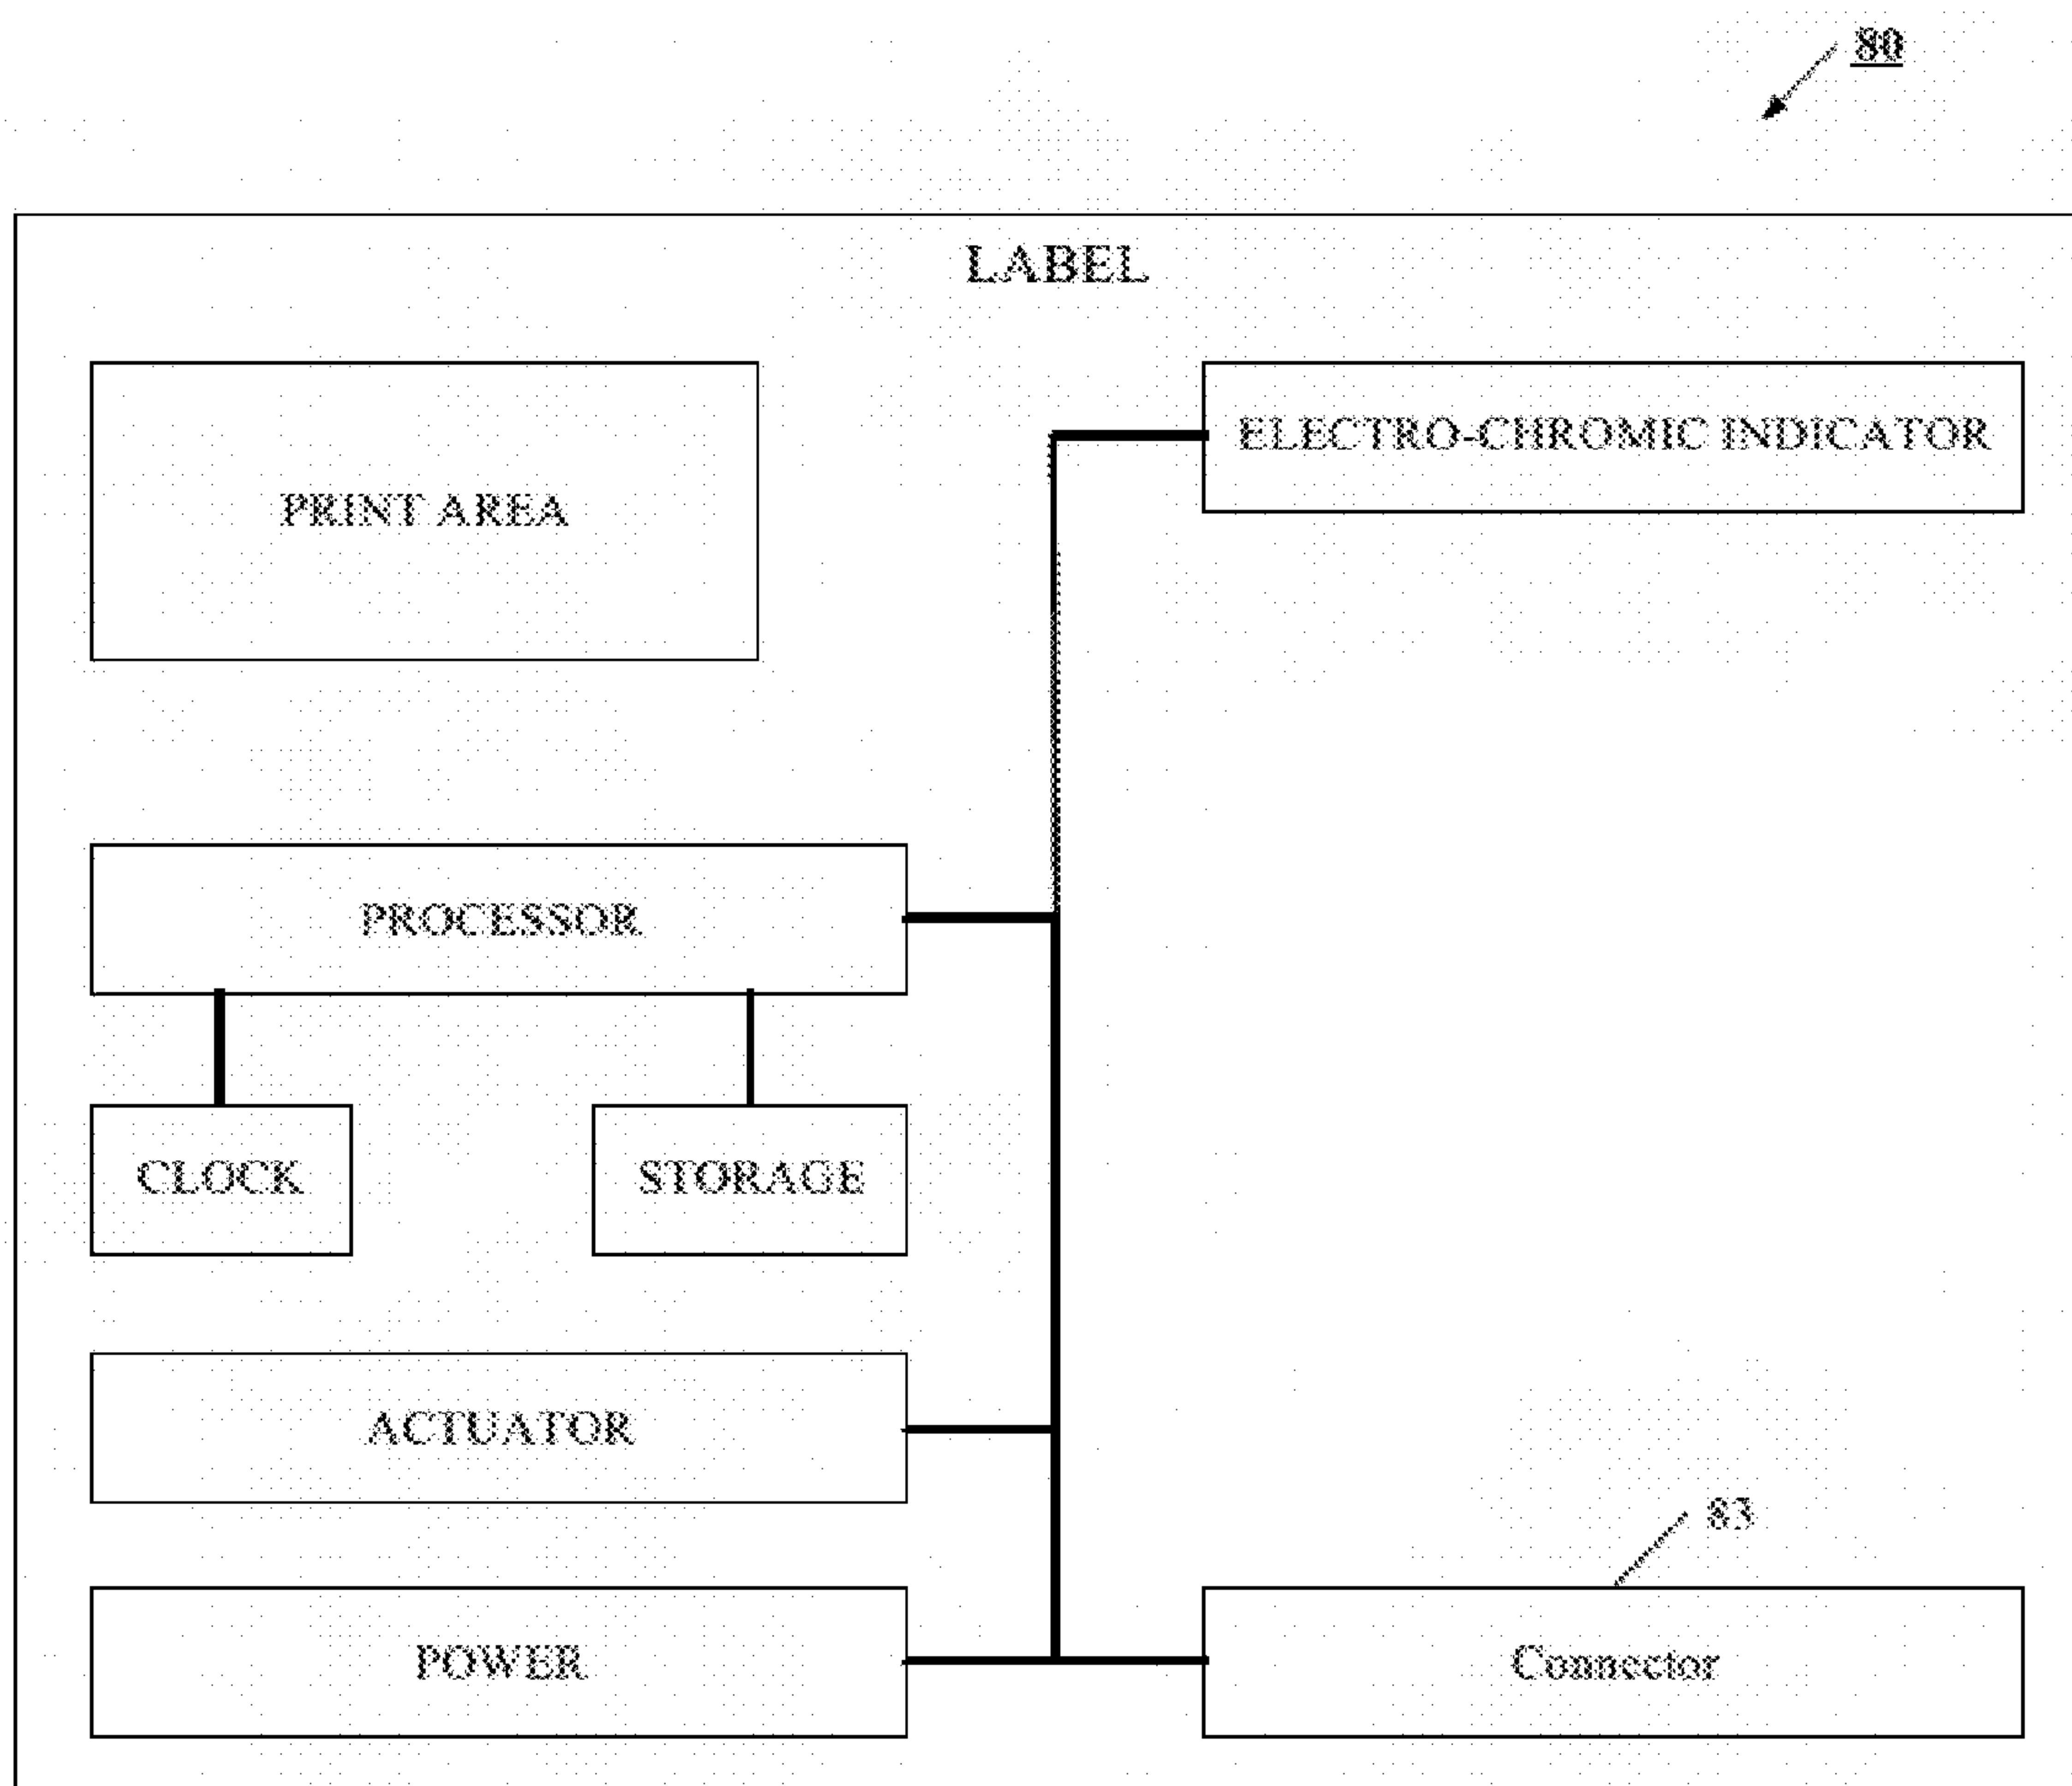 80
LABEL
PRINT AREA
ELECTRO-CHROMIC INDICATOR
PROCESSOR
CLOCK
STORAGE
ACTUATOR
83
POWER
Connector